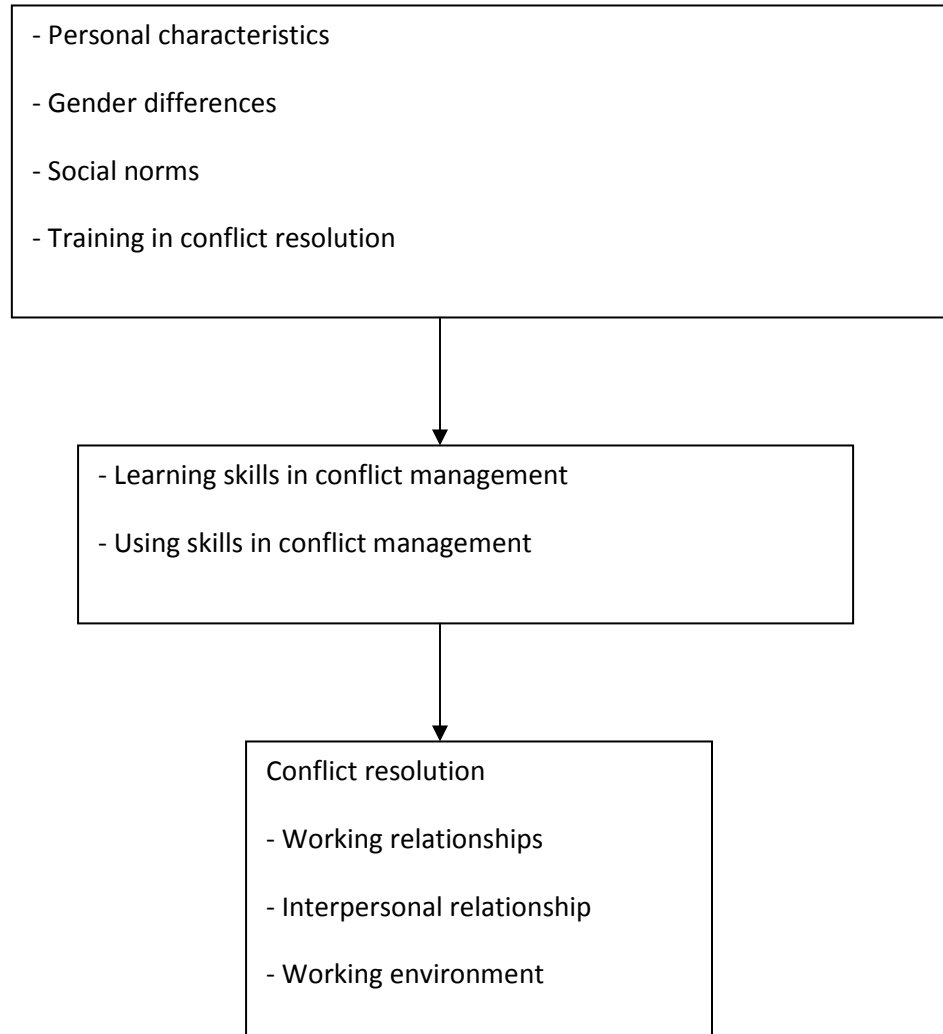 - Personal characteristics
- Gender differences
- Social norms
- Training in conflict resolution
- Learning skills in conflict management
- Using skills in conflict management
Conflict resolution
- Working relationships
- Interpersonal relationship
- Working environment